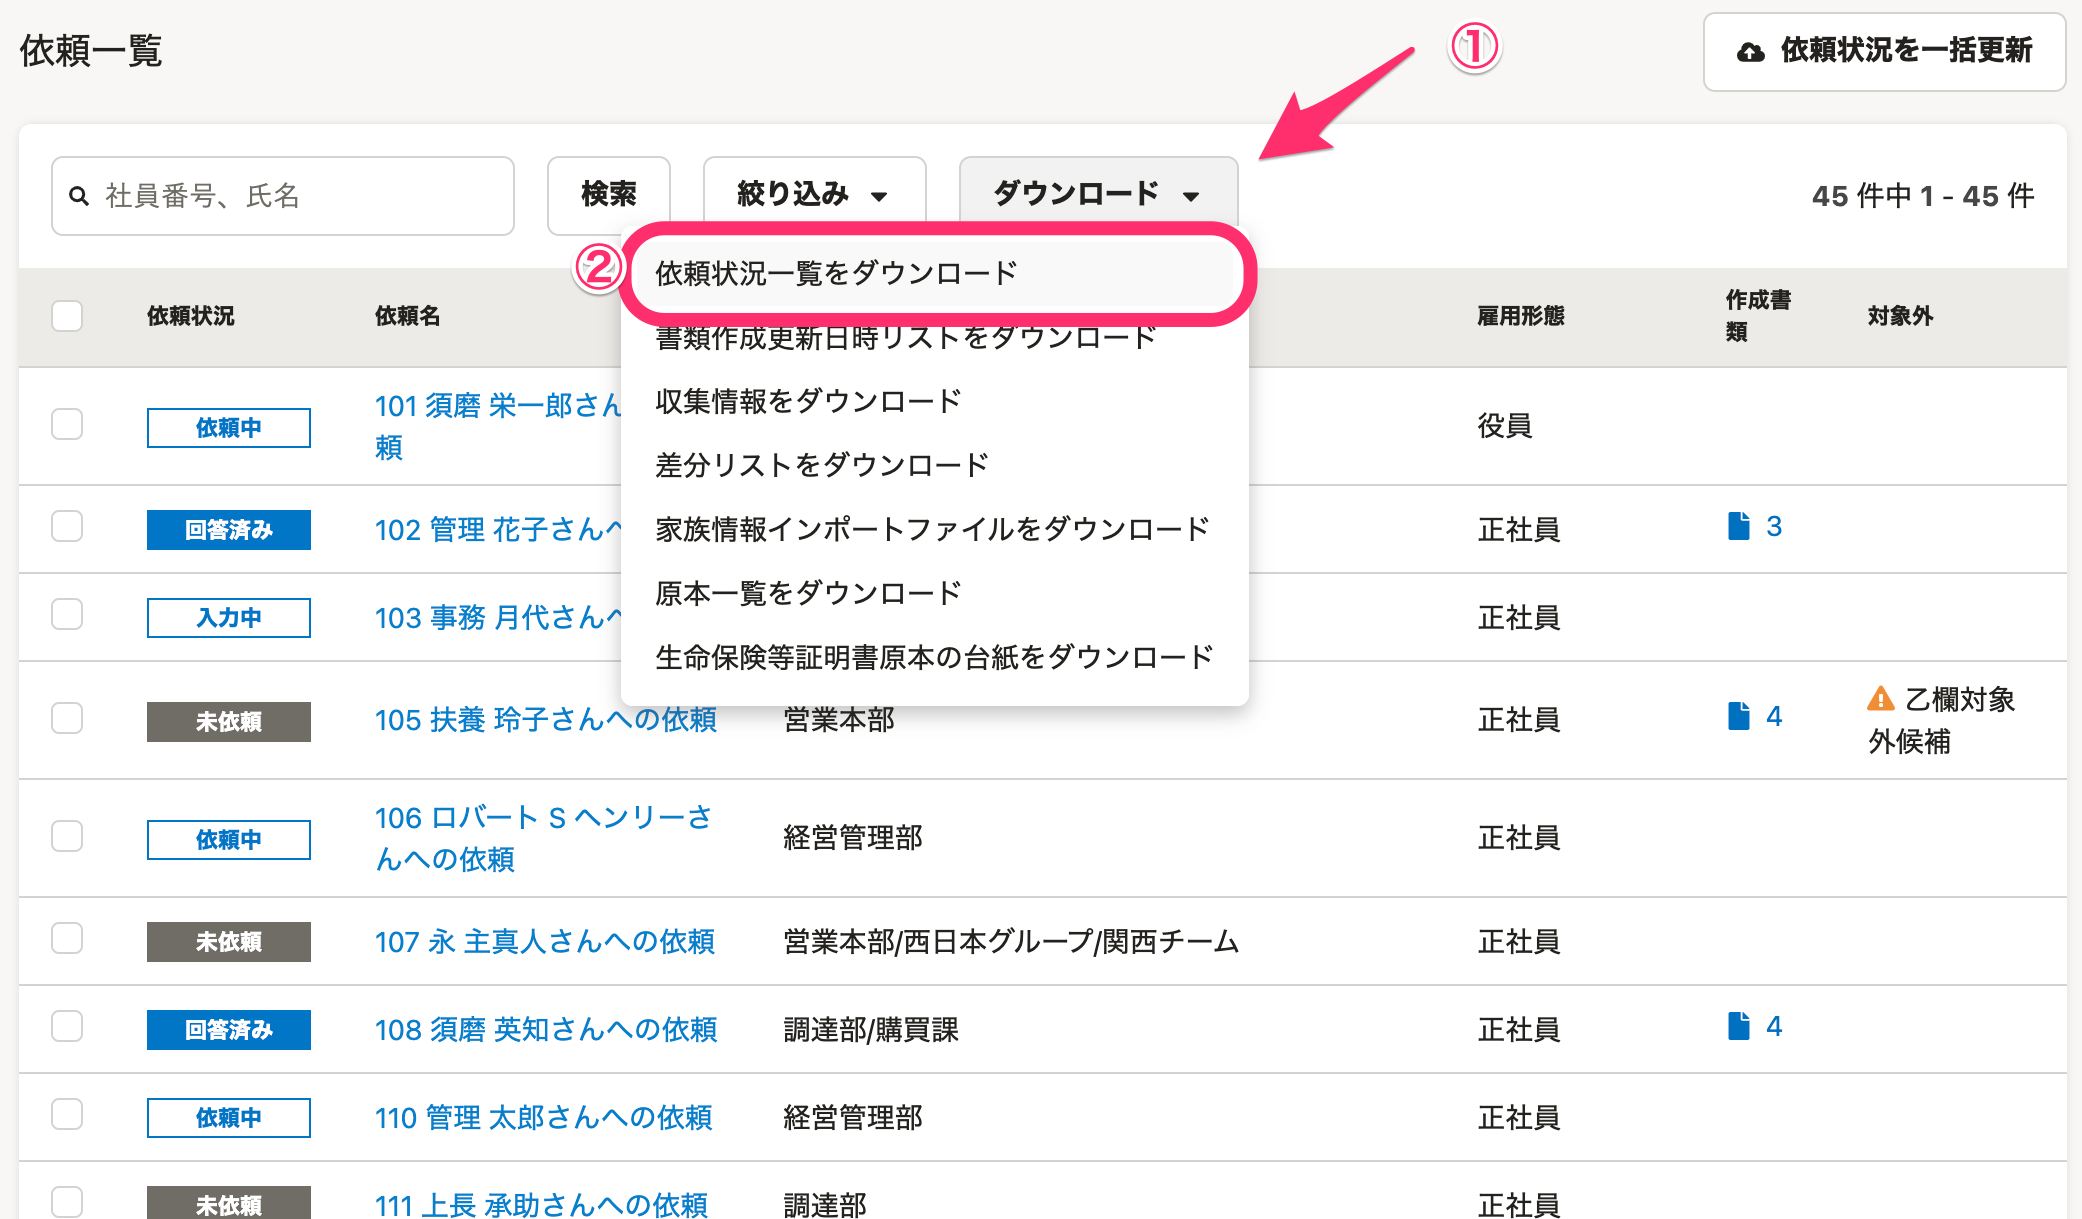 依頼一覧
①
依頼状況を一括更新
社員番号、氏名
検索
絞り込み
ダウンロード
45 件中 1 - 45 件
②
依頼状況一覧をダウンロード
書類作成更新日時リストをダウンロード
収集情報をダウンロード
差分リストをダウンロード
家族情報インポートファイルをダウンロード
原本一覧をダウンロード
生命保険等証明書原本の台紙をダウンロード
依頼状況
依頼名
雇用形態
作成書
類
対象外
依頼中
101 須磨 栄一郎さん
頼
役員
回答済み
102 管理 花子さんへ
正社員
3
入力中
103 事務 月代さんへ
正社員
未依頼
105 扶養 玲子さんへの依頼
営業本部
正社員
4
乙欄対象
外候補
依頼中
106 ロバート S ヘンリーさ
んへの依頼
経営管理部
正社員
未依頼
107 永 主真人さんへの依頼
営業本部/西日本グループ/関西チーム
正社員
回答済み
108 須磨 英知さんへの依頼
調達部/購買課
正社員
4
依頼中
110 管理 太郎さんへの依頼
経営管理部
正社員
未依頼
111 上長 承助さんへの依頼
調達部
正社員